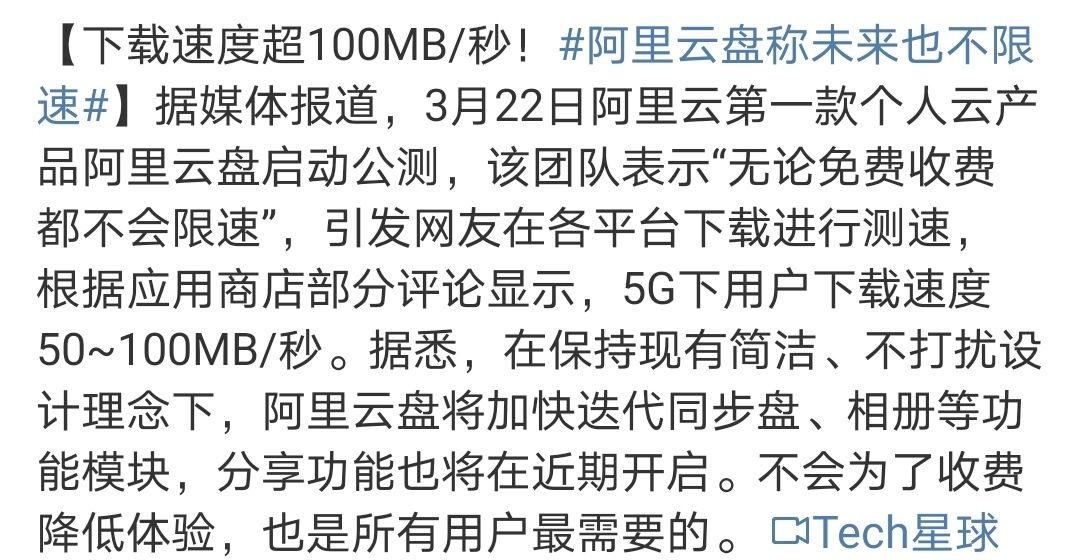 【下载速度超100MB/秒！#阿里云盘称未来也不限
速#】据媒体报道，3月22日阿里云第一款个人云产
品阿里云盘启动公测，该团队表示“无论免费收费
都不会限速”，引发网友在各平台下载进行测速，
根据应用商店部分评论显示，5G下用户下载速度
50~100MB/秒。据悉，在保持现有简洁、不打扰设
计理念下，阿里云盘将加快迭代同步盘、相册等功
能模块，分享功能也将在近期开启。不会为了收费
降低体验，也是所有用户最需要的。Tech星球